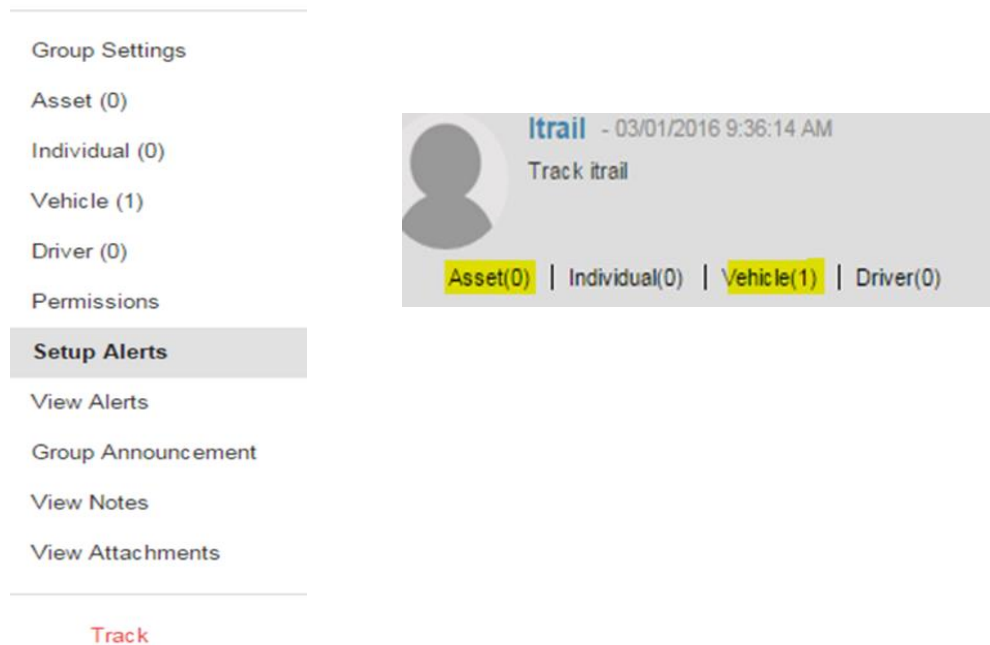 Group Settings
Asset (0)
Individual (0)
Vehicle (1)
Driver (0)
Permissions
Setup Alerts
View Alerts
Group Announcement
View Notes
View Attachments
Track
Itrail - 03/01/2016 9:36:14 AM
Track itrail
Asset(0) | Individual(0) | Vehicle(1) | Driver(0)